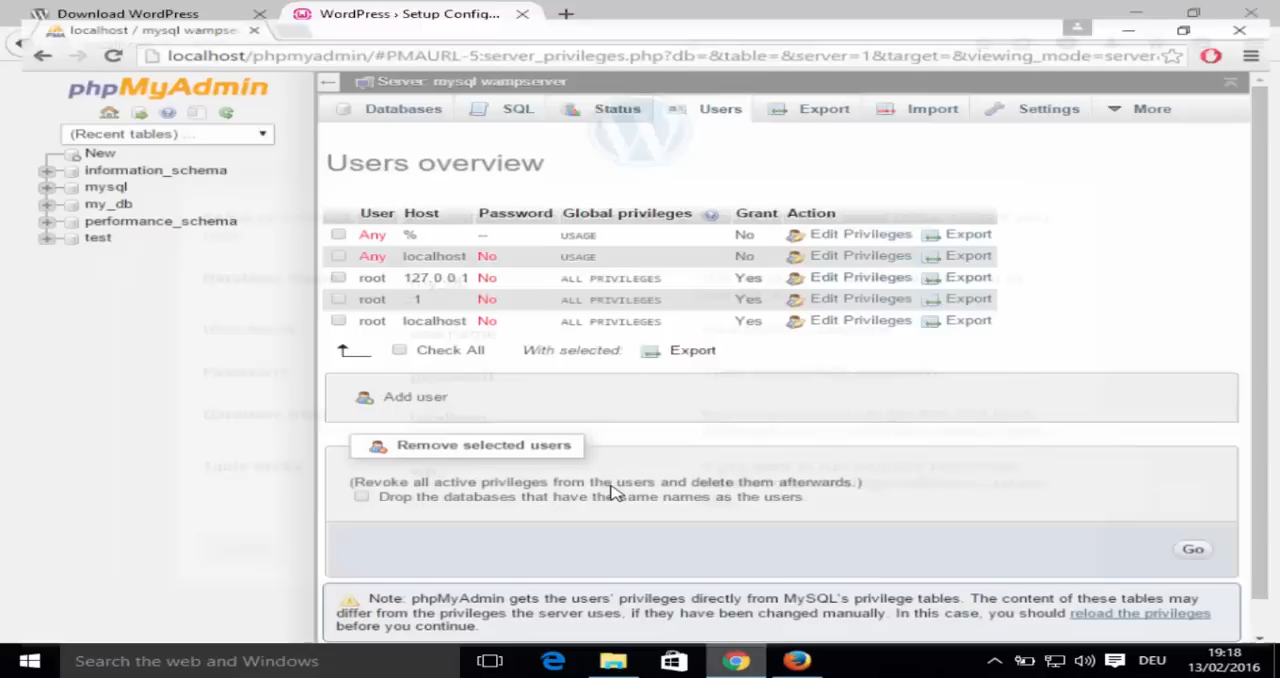 Download WordPress
WordPress › Setup Config...
localhost / mysql wampse
localhost/phpmyadmin/#PMAURL-5:server_privileges.php?db=&table=&server=1&target=&viewing_mode=server
phpMyAdmin
(Recent tables) ...
New
information_schema
mysql
my_db
performance_schema
test
Server: mysql wampserver
Databases SQL Status Users Export Import Settings More
Users overview
User Host Password Global privileges Grant Action
Any % -- USAGE No Edit Privileges Export
Any localhost No USAGE No Edit Privileges Export
root 127.0.0.1 No ALL PRIVILEGES Yes Edit Privileges Export
root 1 No ALL PRIVILEGES Yes Edit Privileges Export
root localhost No ALL PRIVILEGES Yes Edit Privileges Export
Check All With selected: Export
Add user
Remove selected users
(Revoke all active privileges from the users and delete them afterwards.)
Drop the databases that have the same names as the users
Go
Note: phpMyAdmin gets the users' privileges directly from MySQL's privilege tables. The content of these tables may
differ from the privileges the server uses, if they have been changed manually. In this case, you should reload the privileges
before you continue.
Search the web and Windows
DEU
19:18
13/02/2016